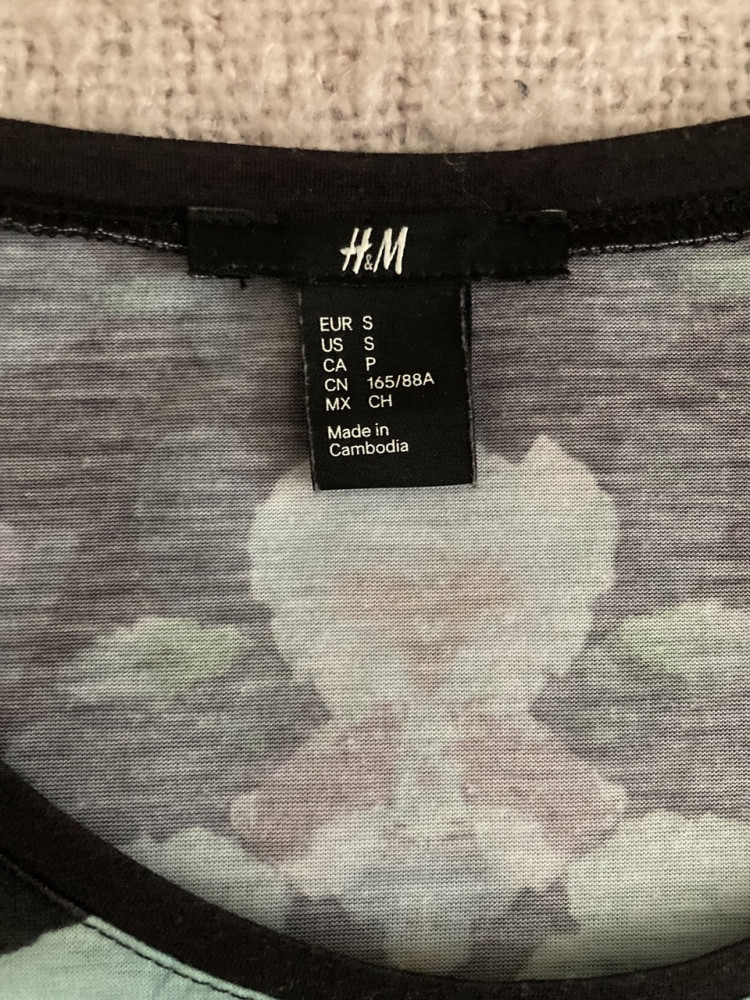 H&M
EUR S
US S
CA P
CN 165/88A
MX CH
Made in
Cambodia